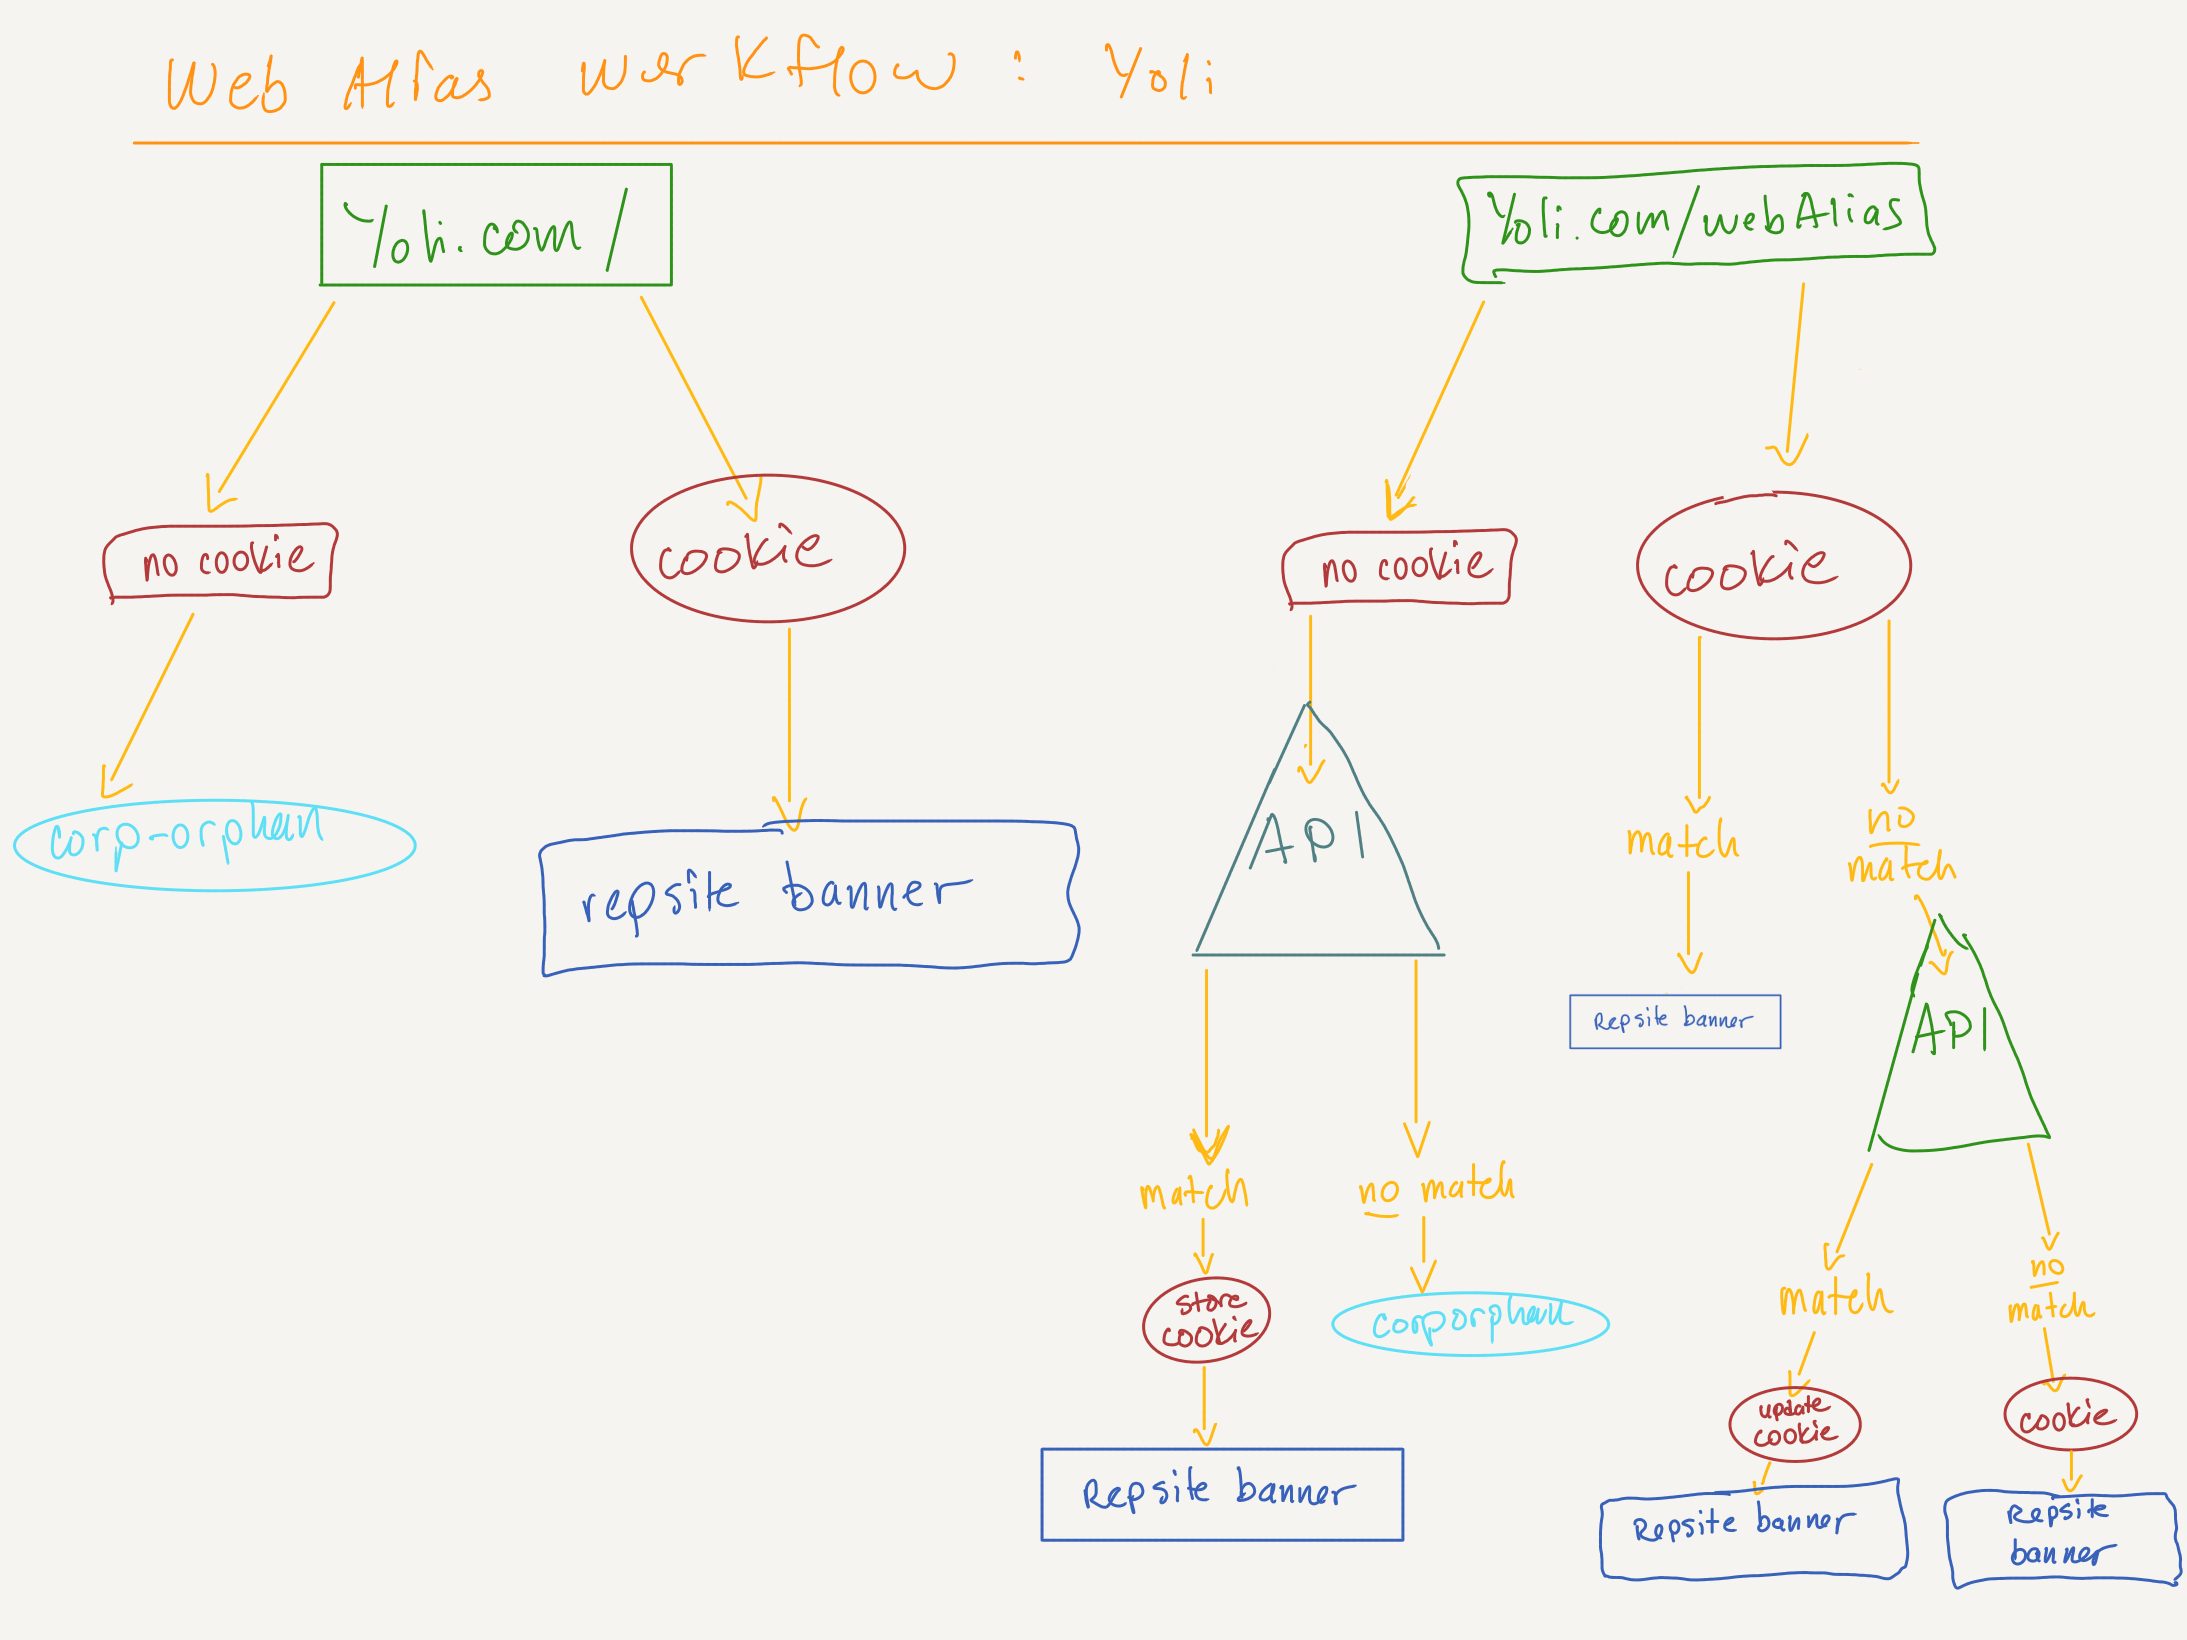 Web Alias workflow: Yoli
Yoli.com/
Yoli.com/webAlias
no cookie
cookie
no cookie
cookie
corp-orphan
repsite banner
API
match
no
match
Repsite banner
API
match
no match
match
no
match
store
cookie
corporphan
update
cookie
cookie
Repsite banner
Repsite banner
Repsite
banner